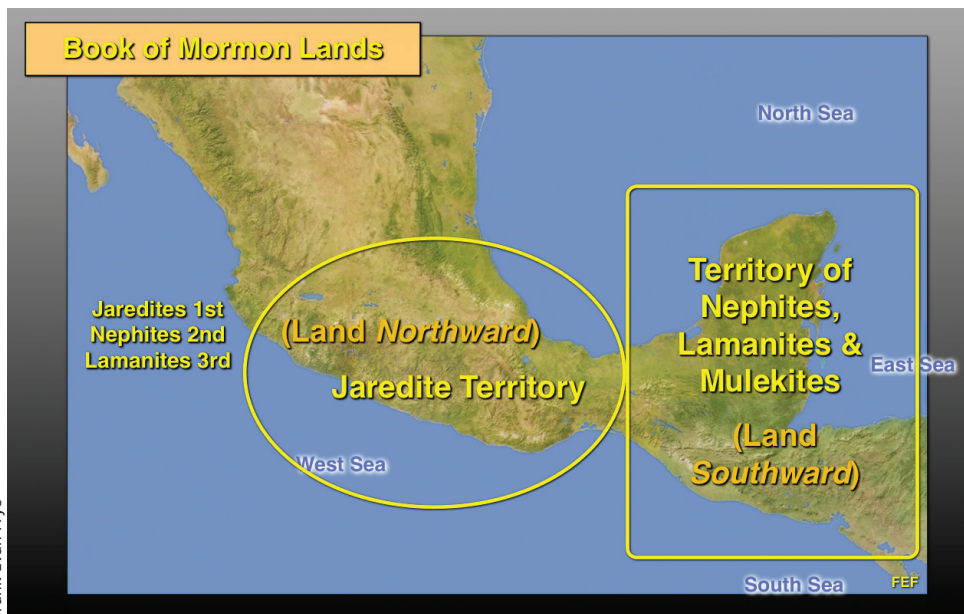 Book of Mormon Lands
North Sea
Territory of
Nephites,
Lamanites &
Mulekites
(Land
Southward)
East Sea
Jaredites 1st
Nephites 2nd
Lamanites 3rd
(Land Northward)
Jaredite Territory
West Sea
South Sea
FEF